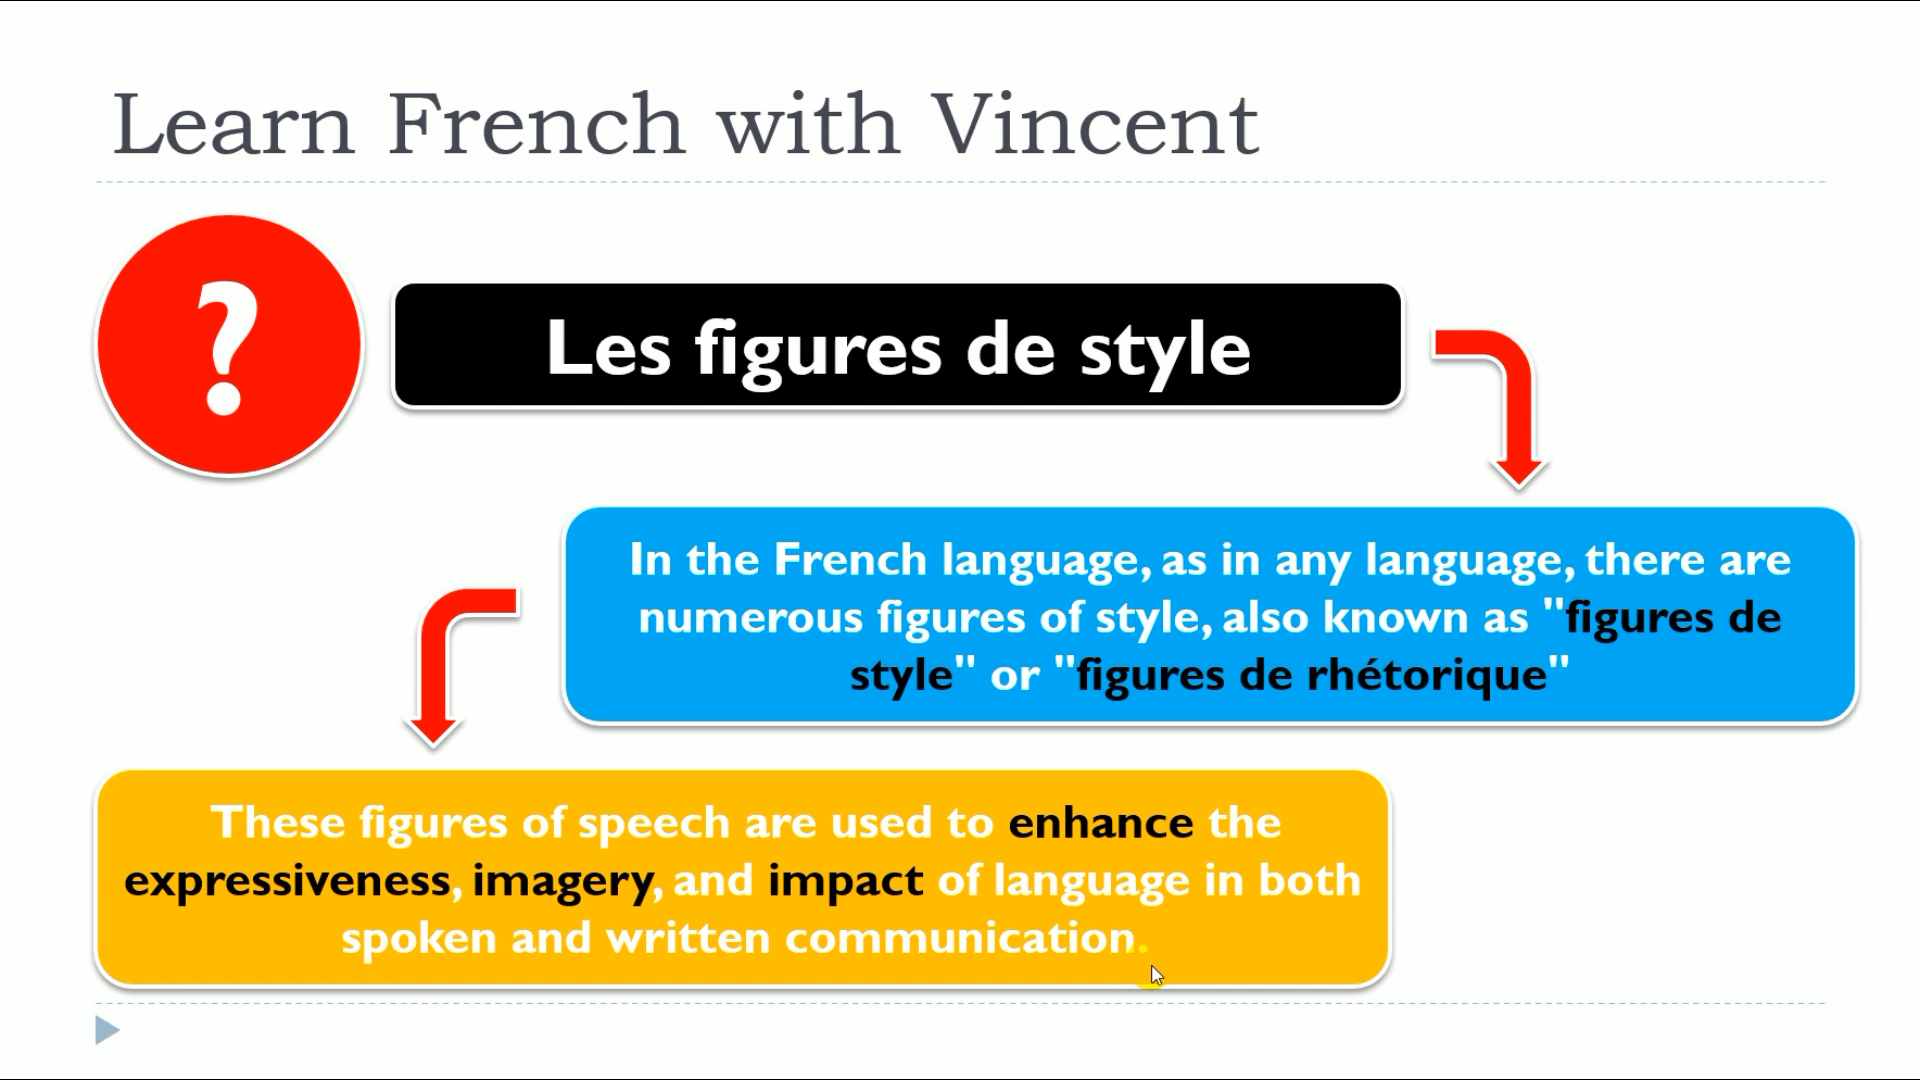 Learn French with Vincent
?
Les figures de style
In the French language, as in any language, there are
numerous figures of style, also known as "figures de
style" or "figures de rhétorique"
These figures of speech are used to enhance the
expressiveness, imagery, and impact of language in both
spoken and written communication.